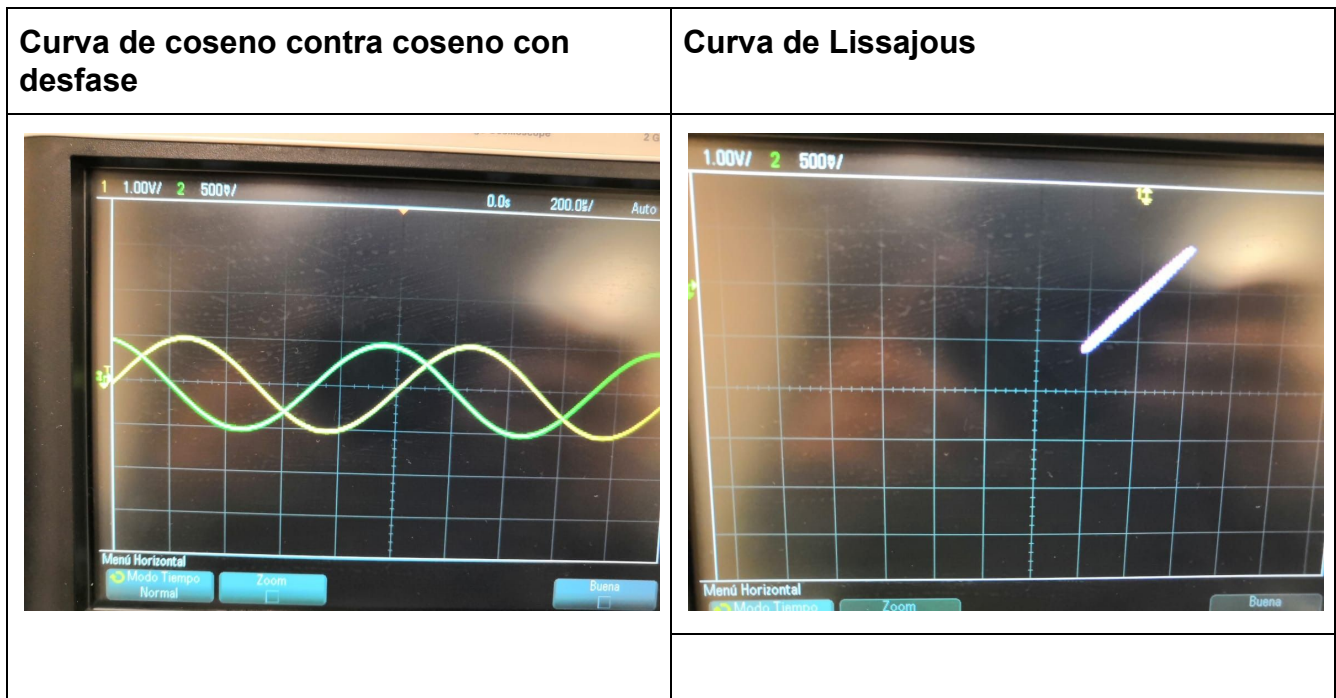 Curva de coseno contra coseno con
desfase
Curva de Lissajous
1 1.00V/ 2 500▿/ 0.0s 200.0▿/ Auto
Menú Horizontal
Modo Tiempo
Normal
Zoom
Buena
1.00V/ 2 500▿/
Menú Horizontal
Modo Tiempo
Zoom
Buena